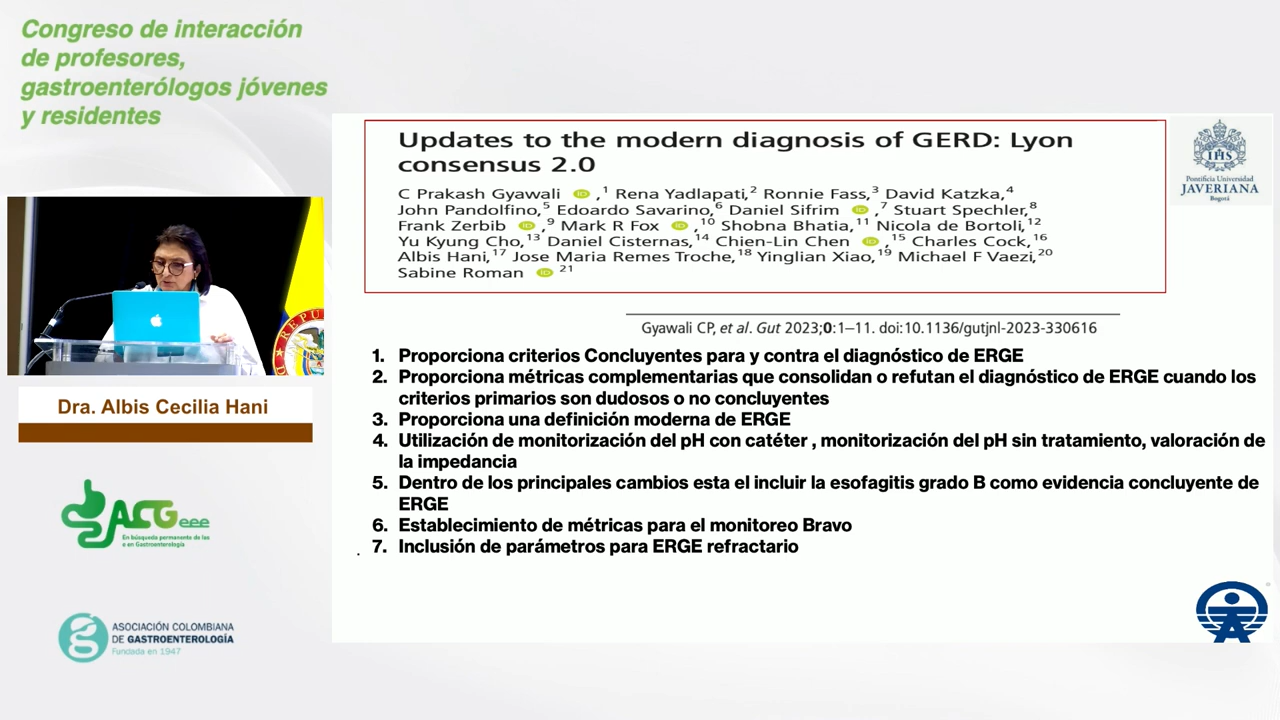 Congreso de interacción
de profesores,
gastroenterólogos jóvenes
y residentes
Updates to the modern diagnosis of GERD: Lyon
consensus 2.0
C Prakash Gyawali iD ,1 Rena Yadlapati,2 Ronnie Fass,3 David Katzka,4
John Pandolfino,5 Edoardo Savarino,6 Daniel Sifrim iD ,7 Stuart Spechler,8
Frank Zerbib iD ,9 Mark R Fox iD ,10 Shobna Bhatia,11 Nicola de Bortoli,12
Yu Kyung Cho,13 Daniel Cisternas,14 Chien-Lin Chen iD ,15 Charles Cock,16
Albis Hani,17 Jose Maria Remes Troche,18 Yinglian Xiao,19 Michael F Vaezi,20
Sabine Roman iD 21
IHS
Pontificia Universidad
JAVERIANA
Bogotá
Gyawali CP, et al. Gut 2023;0:1–11. doi:10.1136/gutjnl-2023-330616
1. Proporciona criterios Concluyentes para y contra el diagnóstico de ERGE
2. Proporciona métricas complementarias que consolidan o refutan el diagnóstico de ERGE cuando los
criterios primarios son dudosos o no concluyentes
3. Proporciona una definición moderna de ERGE
4. Utilización de monitorización del pH con catéter , monitorización del pH sin tratamiento, valoración de
la impedancia
5. Dentro de los principales cambios esta el incluir la esofagitis grado B como evidencia concluyente de
ERGE
6. Establecimiento de métricas para el monitoreo Bravo
7. Inclusión de parámetros para ERGE refractario
.
REPU
Dra. Albis Cecilia Hani
ACGeee
En búsqueda permanente de las
e en Gastroenterología
ASOCIACIÓN COLOMBIANA
DE GASTROENTEROLOGÍA
Fundada en 1947